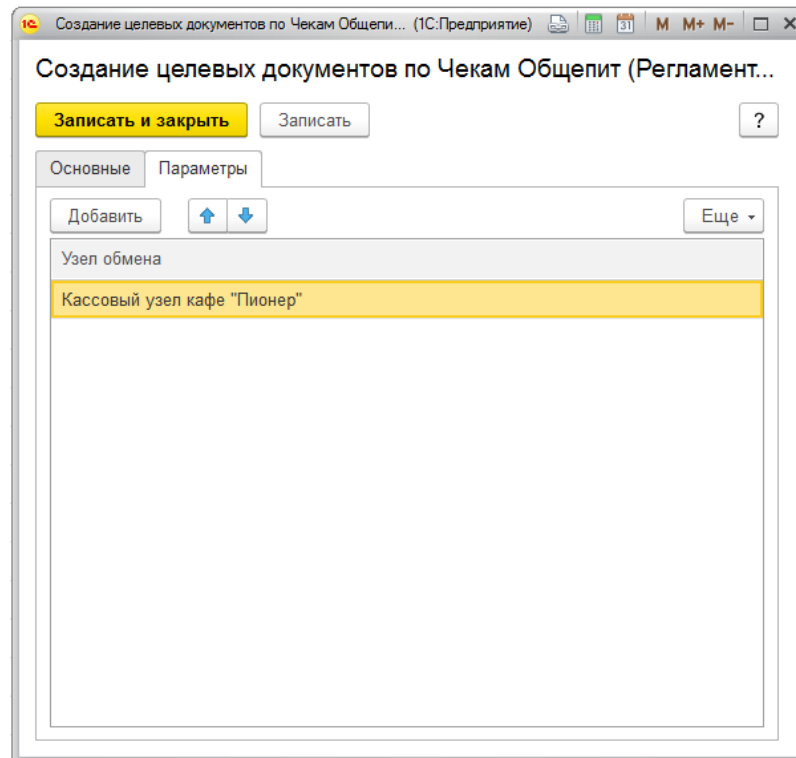 1С Создание целевых документов по Чекам Общепи... (1С:Предприятие) 31 M M+ M-
Создание целевых документов по Чекам Общепит (Регламент...
Записать и закрыть Записать ?
Основные Параметры
Добавить Еще
Узел обмена
Кассовый узел кафе "Пионер"